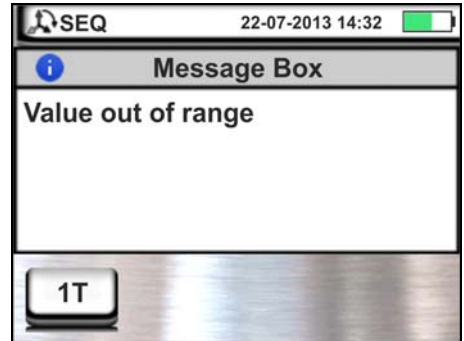 SEQ 22-07-2013 14:32
Message Box
Value out of range
1T